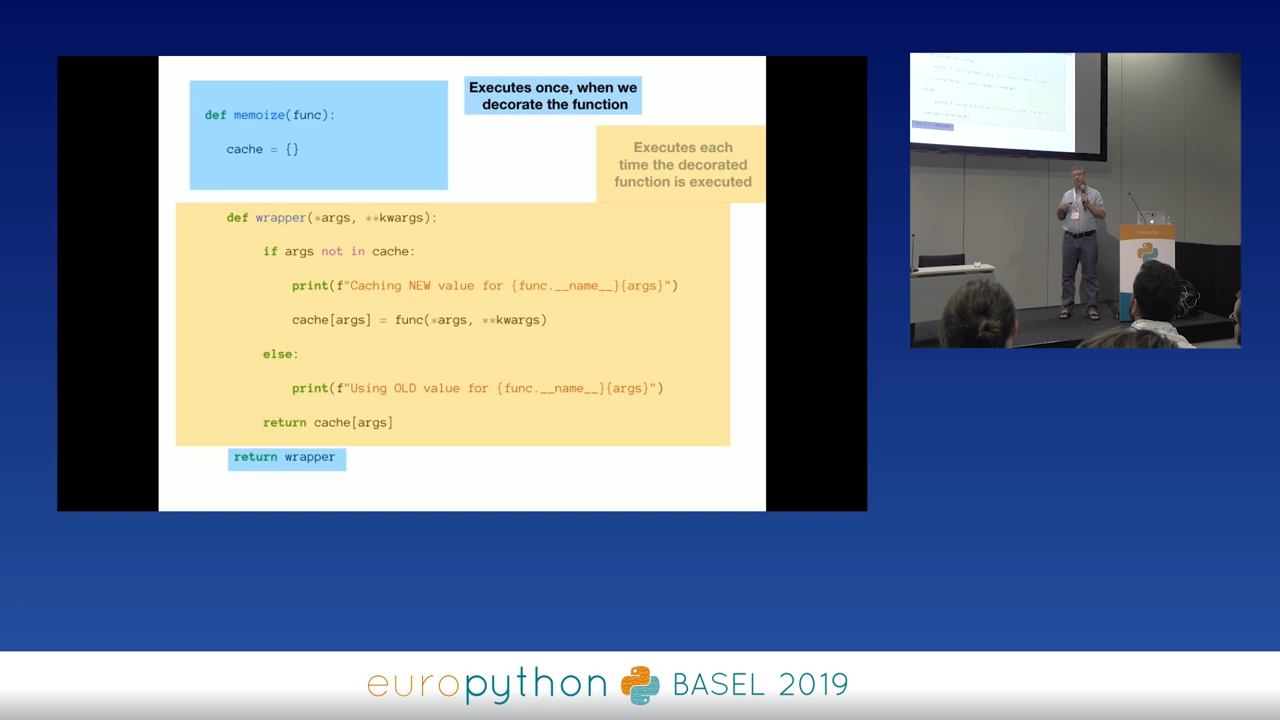 def memoize(func):
cache = {}
Executes once, when we
decorate the function
Executes each
time the decorated
function is executed
def wrapper(*args, **kwargs):
if args not in cache:
print(f"Caching NEW value for {func.__name__}{args}")
cache[args] = func(*args, **kwargs)
else:
print(f"Using OLD value for {func.__name__}{args}")
return cache[args]
return wrapper
europython BASEL 2019